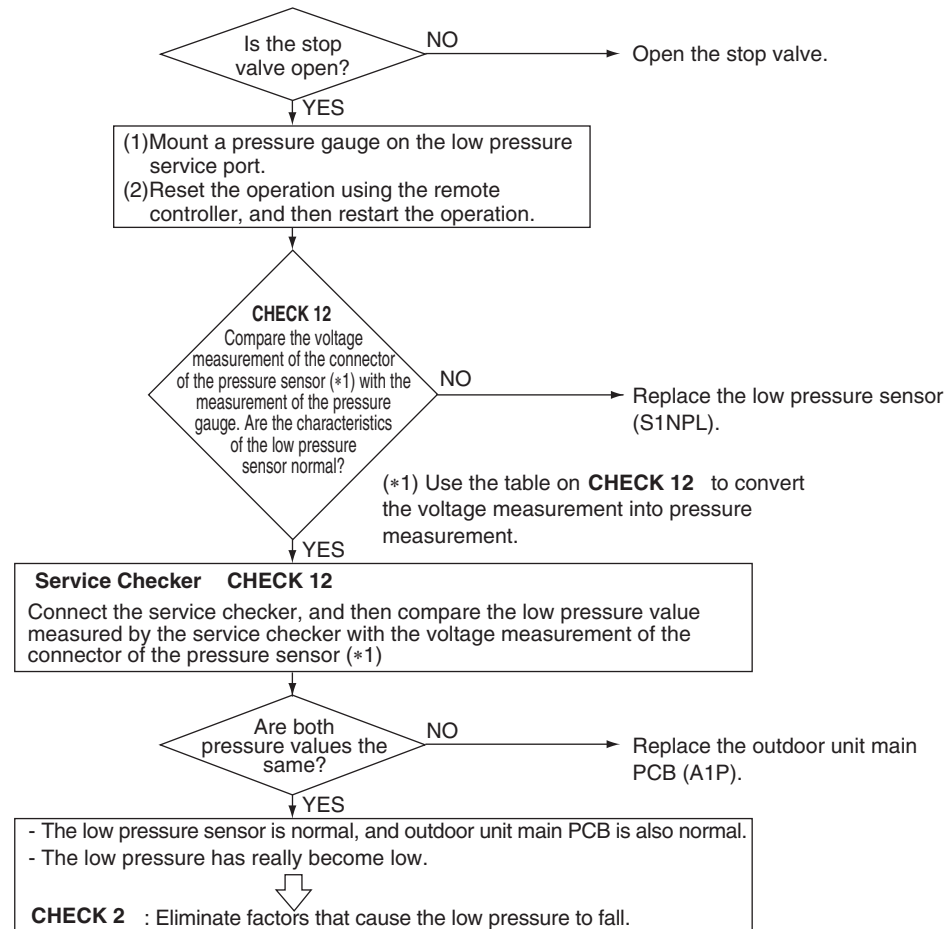 Is the stop
valve open?
NO
Open the stop valve.
YES
(1)Mount a pressure gauge on the low pressure
service port.
(2)Reset the operation using the remote
controller, and then restart the operation.
CHECK 12
Compare the voltage
measurement of the connector
of the pressure sensor (*1) with the
measurement of the pressure
gauge. Are the characteristics
of the low pressure
sensor normal?
NO
Replace the low pressure sensor
(S1NPL).
(*1) Use the table on CHECK 12 to convert
the voltage measurement into pressure
measurement.
YES
Service Checker CHECK 12
Connect the service checker, and then compare the low pressure value
measured by the service checker with the voltage measurement of the
connector of the pressure sensor (*1)
Are both
pressure values the
same?
NO
Replace the outdoor unit main
PCB (A1P).
YES
- The low pressure sensor is normal, and outdoor unit main PCB is also normal.
- The low pressure has really become low.
CHECK 2 : Eliminate factors that cause the low pressure to fall.